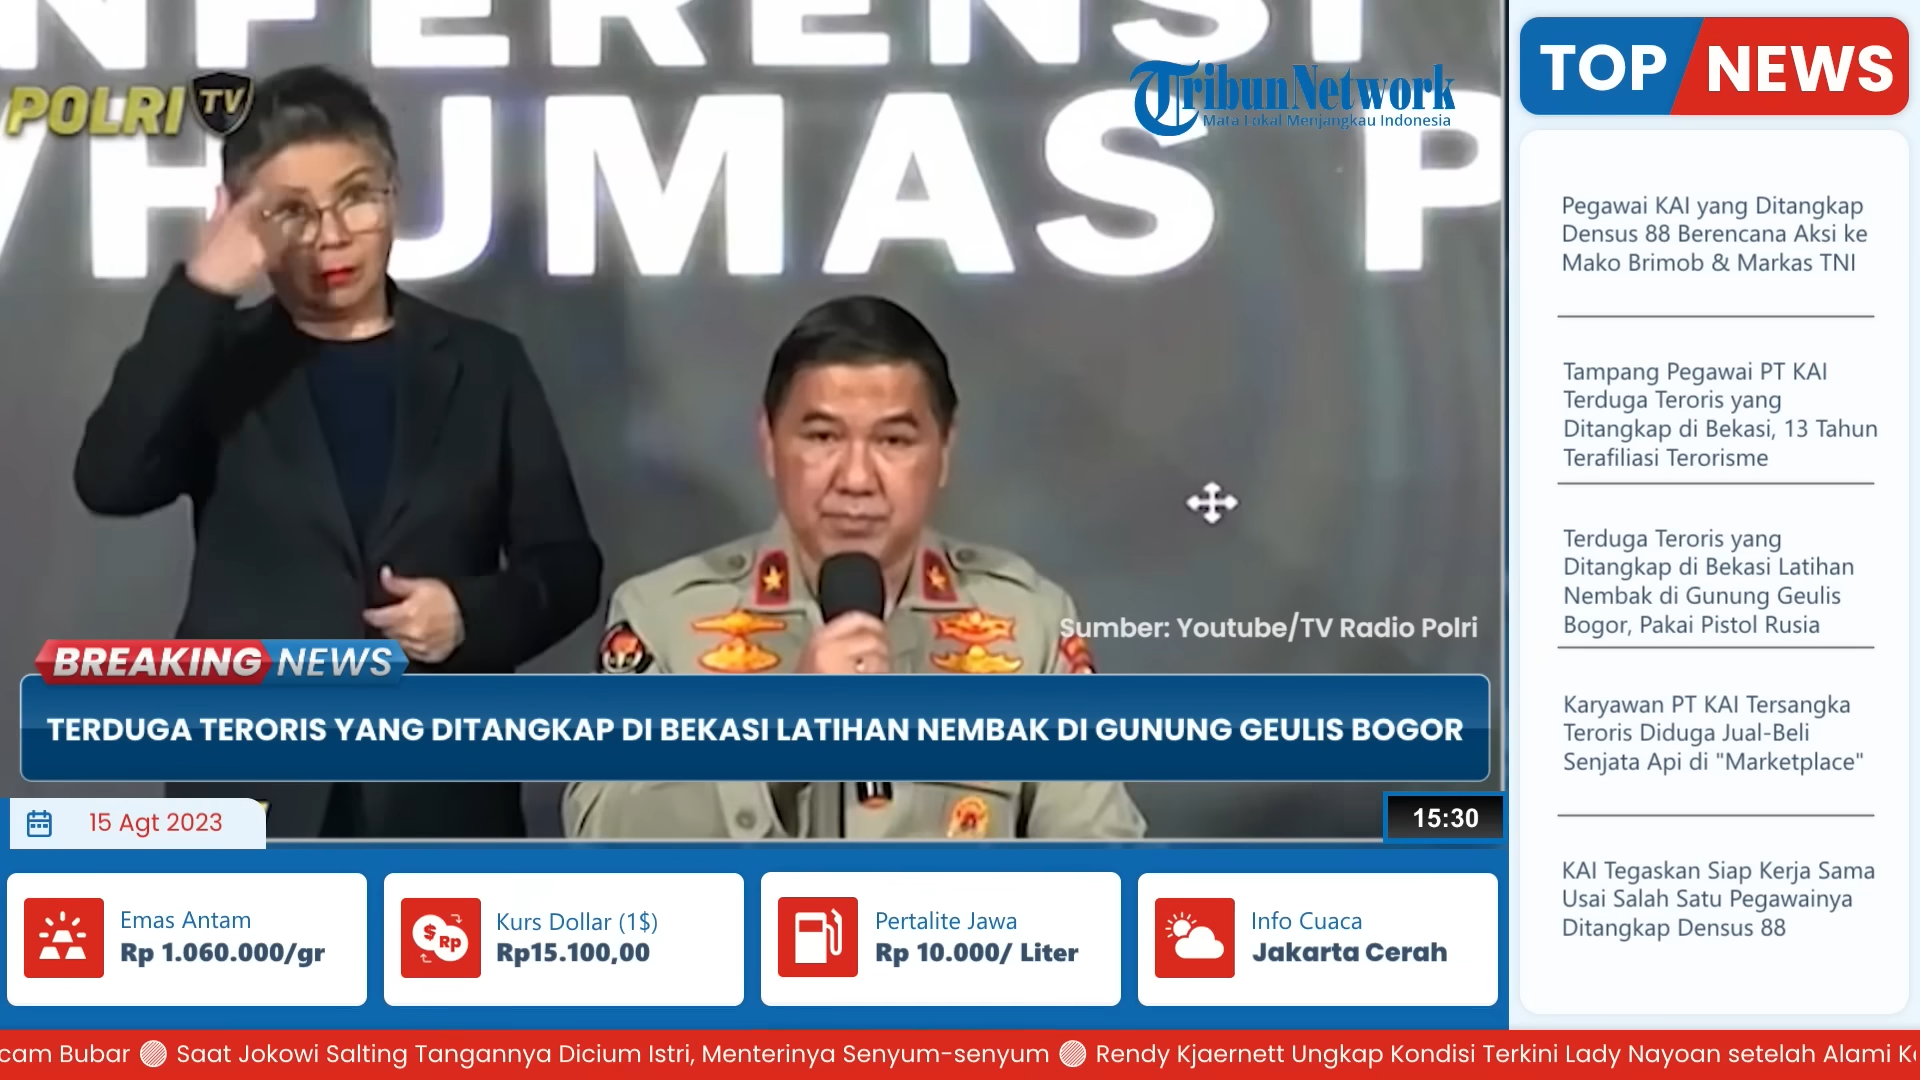 NFERENSI
POLRI TV
/HUMAS P
TribunNetwork
Mata Lokal Menjangkau Indonesia
Sumber: Youtube/TV Radio Polri
BREAKING NEWS
TERDUGA TERORIS YANG DITANGKAP DI BEKASI LATIHAN NEMBAK DI GUNUNG GEULIS BOGOR
15 Agt 2023
15:30
TOP NEWS
Pegawai KAI yang Ditangkap
Densus 88 Berencana Aksi ke
Mako Brimob & Markas TNI
Tampang Pegawai PT KAI
Terduga Teroris yang
Ditangkap di Bekasi, 13 Tahun
Terafiliasi Terorisme
Terduga Teroris yang
Ditangkap di Bekasi Latihan
Nembak di Gunung Geulis
Bogor, Pakai Pistol Rusia
Karyawan PT KAI Tersangka
Teroris Diduga Jual-Beli
Senjata Api di "Marketplace"
KAI Tegaskan Siap Kerja Sama
Usai Salah Satu Pegawainya
Ditangkap Densus 88
Emas Antam
Rp 1.060.000/gr
$ Rp
Kurs Dollar (1$)
Rp15.100,00
Pertalite Jawa
Rp 10.000/ Liter
Info Cuaca
Jakarta Cerah
cam Bubar Saat Jokowi Salting Tangannya Dicium Istri, Menterinya Senyum-senyum Rendy Kjaernett Ungkap Kondisi Terkini Lady Nayoan setelah Alami K